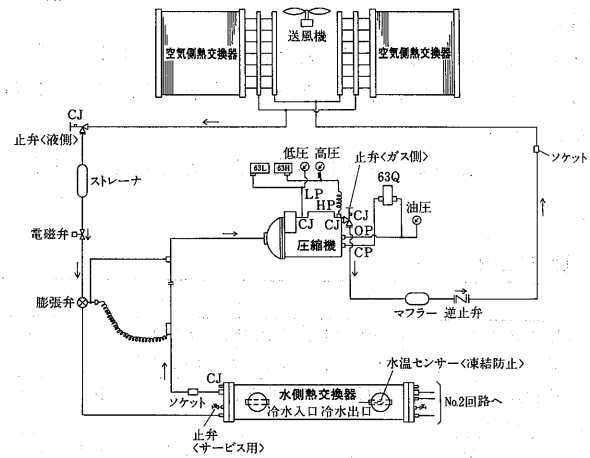 送風機
空気側熱交換器
空気側熱交換器
CJ
止弁〈液側〉
ストレーナ
電磁弁
膨張弁
低圧 高圧
止弁〈ガス側〉
63L
63H
LP
HP
63Q
油圧
CJ
CJ
CJ
OP
CP
圧縮機
ソケット
マフラー 逆止弁
水温センサー〈凍結防止〉
CJ
ソケット
水側熱交換器
冷水入口 冷水出口
No.2回路へ
止弁
〈サービス用〉